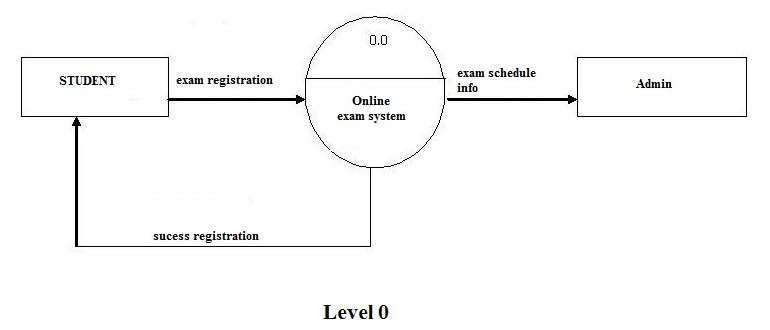 0.0
STUDENT
exam registration
exam schedule
info
Admin
Online
exam system
sucess registration
Level 0